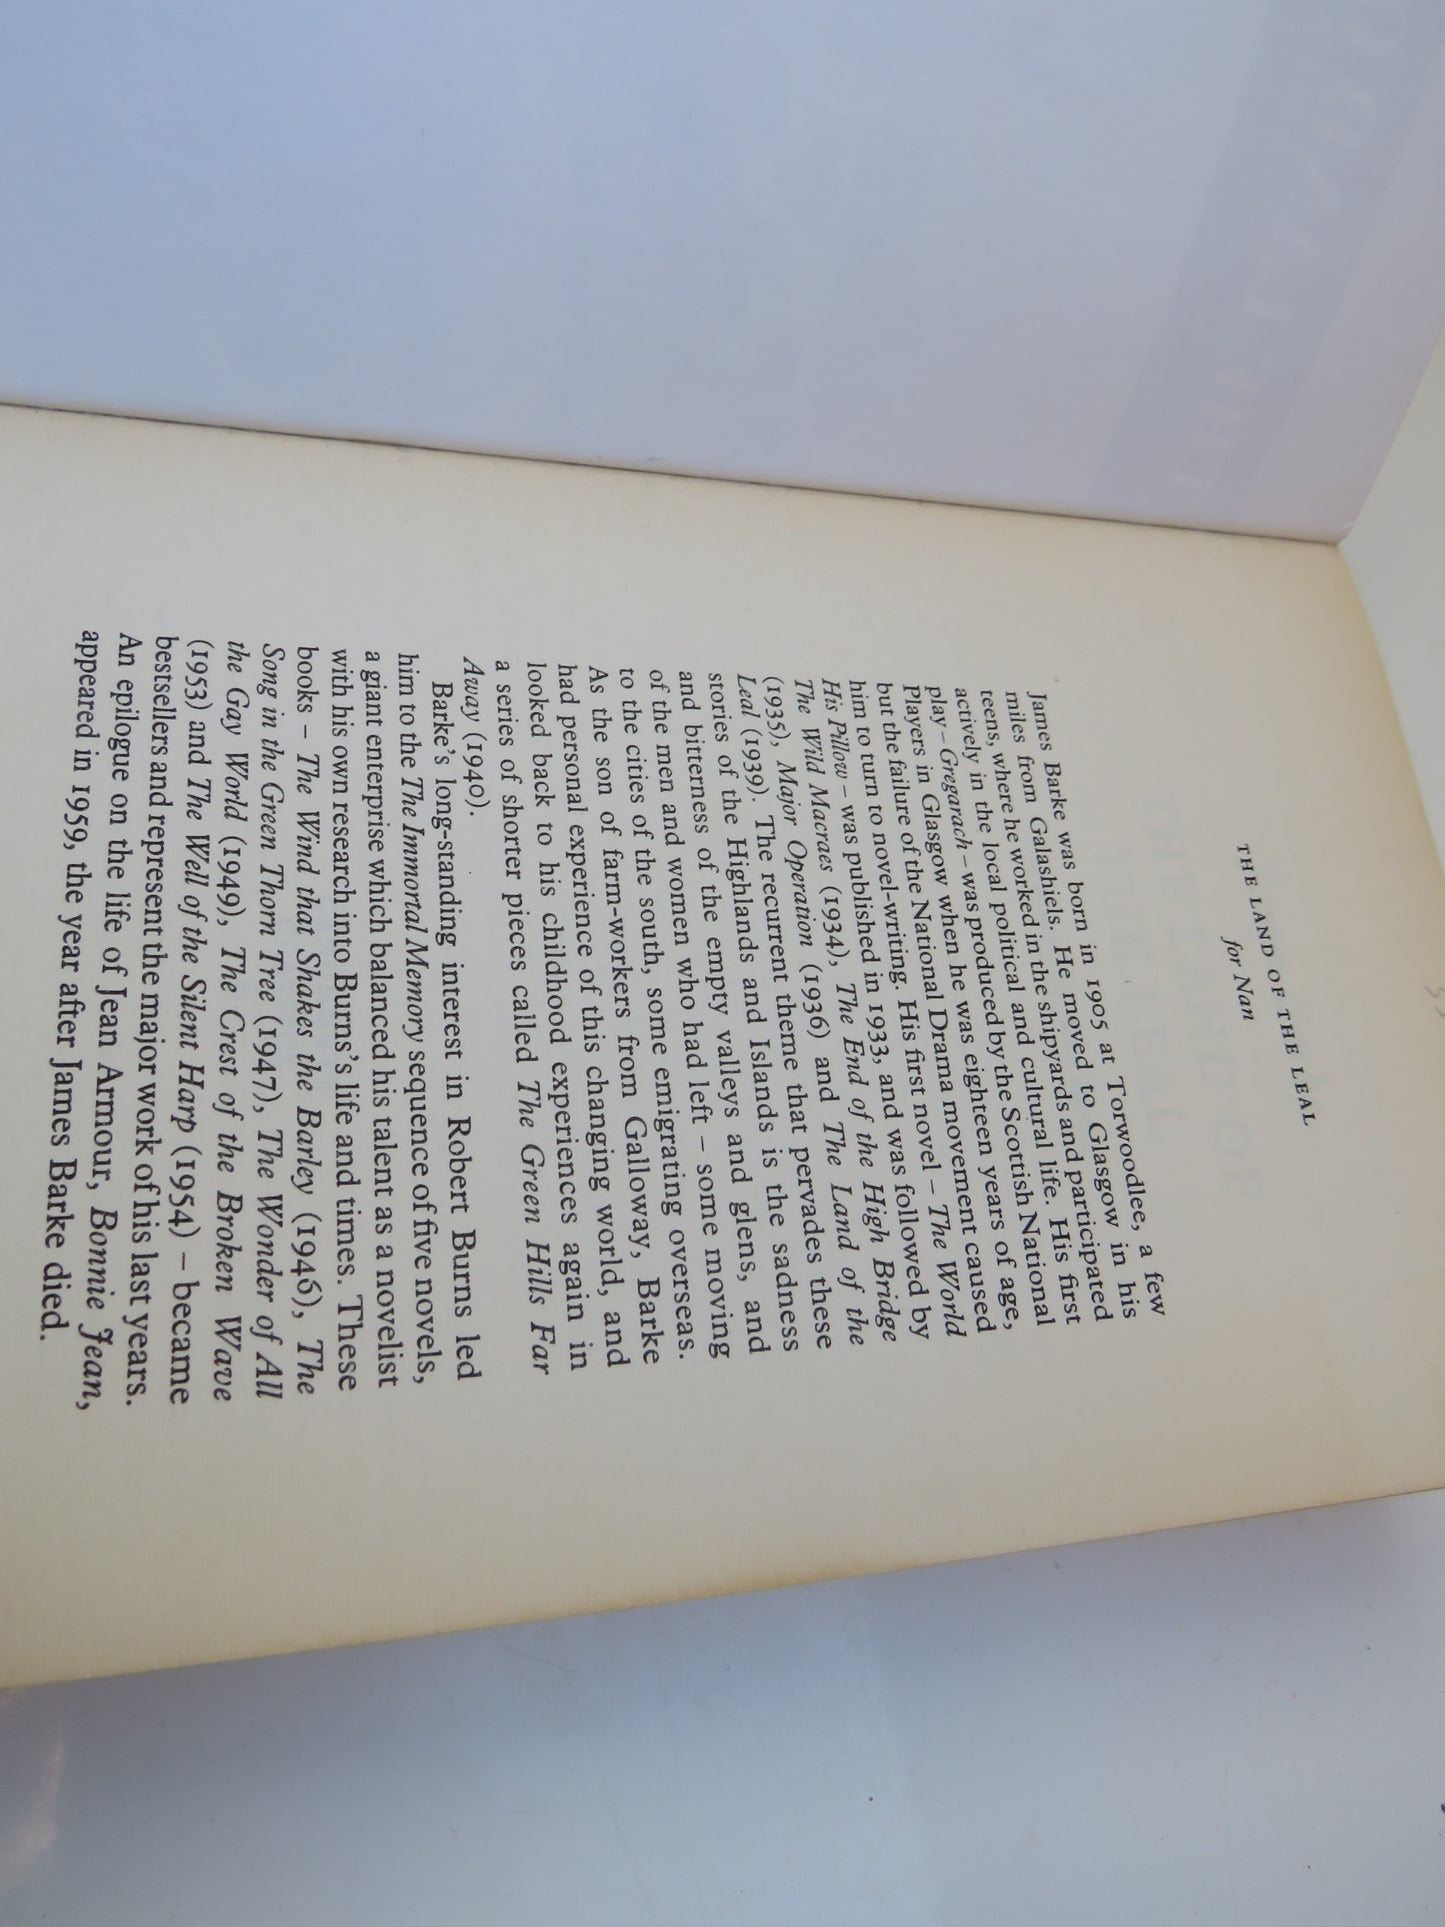 THE LAND OF THE LEAL
for Nan
James Barke was born in 1905 at Torwoodlee, a few
miles from Galashiels. He moved to Glasgow in his
teens, where he worked in the shipyards and participated
actively in the local political and cultural life. His first
play – Gregarach – was produced by the Scottish National
Players in Glasgow when he was eighteen years of age,
but the failure of the National Drama movement caused
him to turn to novel-writing. His first novel – The World
His Pillow – was published in 1933, and was followed by
The Wild Macraes (1934), The End of the High Bridge
(1935), Major Operation (1936) and The Land of the
Leal (1939). The recurrent theme that pervades these
stories of the Highlands and Islands is the sadness
and bitterness of the empty valleys and glens, and
of the men and women who had left – some moving
to the cities of the south, some emigrating overseas.
As the son of farm-workers from Galloway, Barke
had personal experience of this changing world, and
looked back to his childhood experiences again in
a series of shorter pieces called The Green Hills Far
Away (1940).
Barke's long-standing interest in Robert Burns led
him to the The Immortal Memory sequence of five novels,
a giant enterprise which balanced his talent as a novelist
with his own research into Burns's life and times. These
books – The Wind that Shakes the Barley (1946), The
Song in the Green Thorn Tree (1947), The Wonder of All
the Gay World (1949), The Crest of the Broken Wave
(1953) and The Well of the Silent Harp (1954) – became
bestsellers and represent the major work of his last years.
An epilogue on the life of Jean Armour, Bonnie Jean,
appeared in 1959, the year after James Barke died.